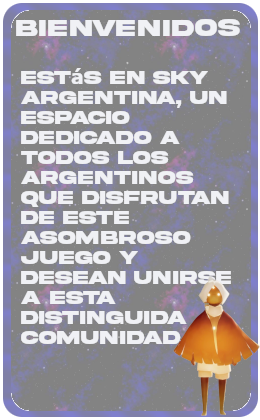 BIENVENIDOS
ESTáS EN SKY
ARGENTINA, UN
ESPACIO
DEDICADO A
TODOS LOS
ARGENTINOS
QUE DISFRUTAN
DE ESTE
ASOMBROSO
JUEGO Y
DESEAN UNIRSE
A ESTA
DISTINGUIDA
COMUNIDAD